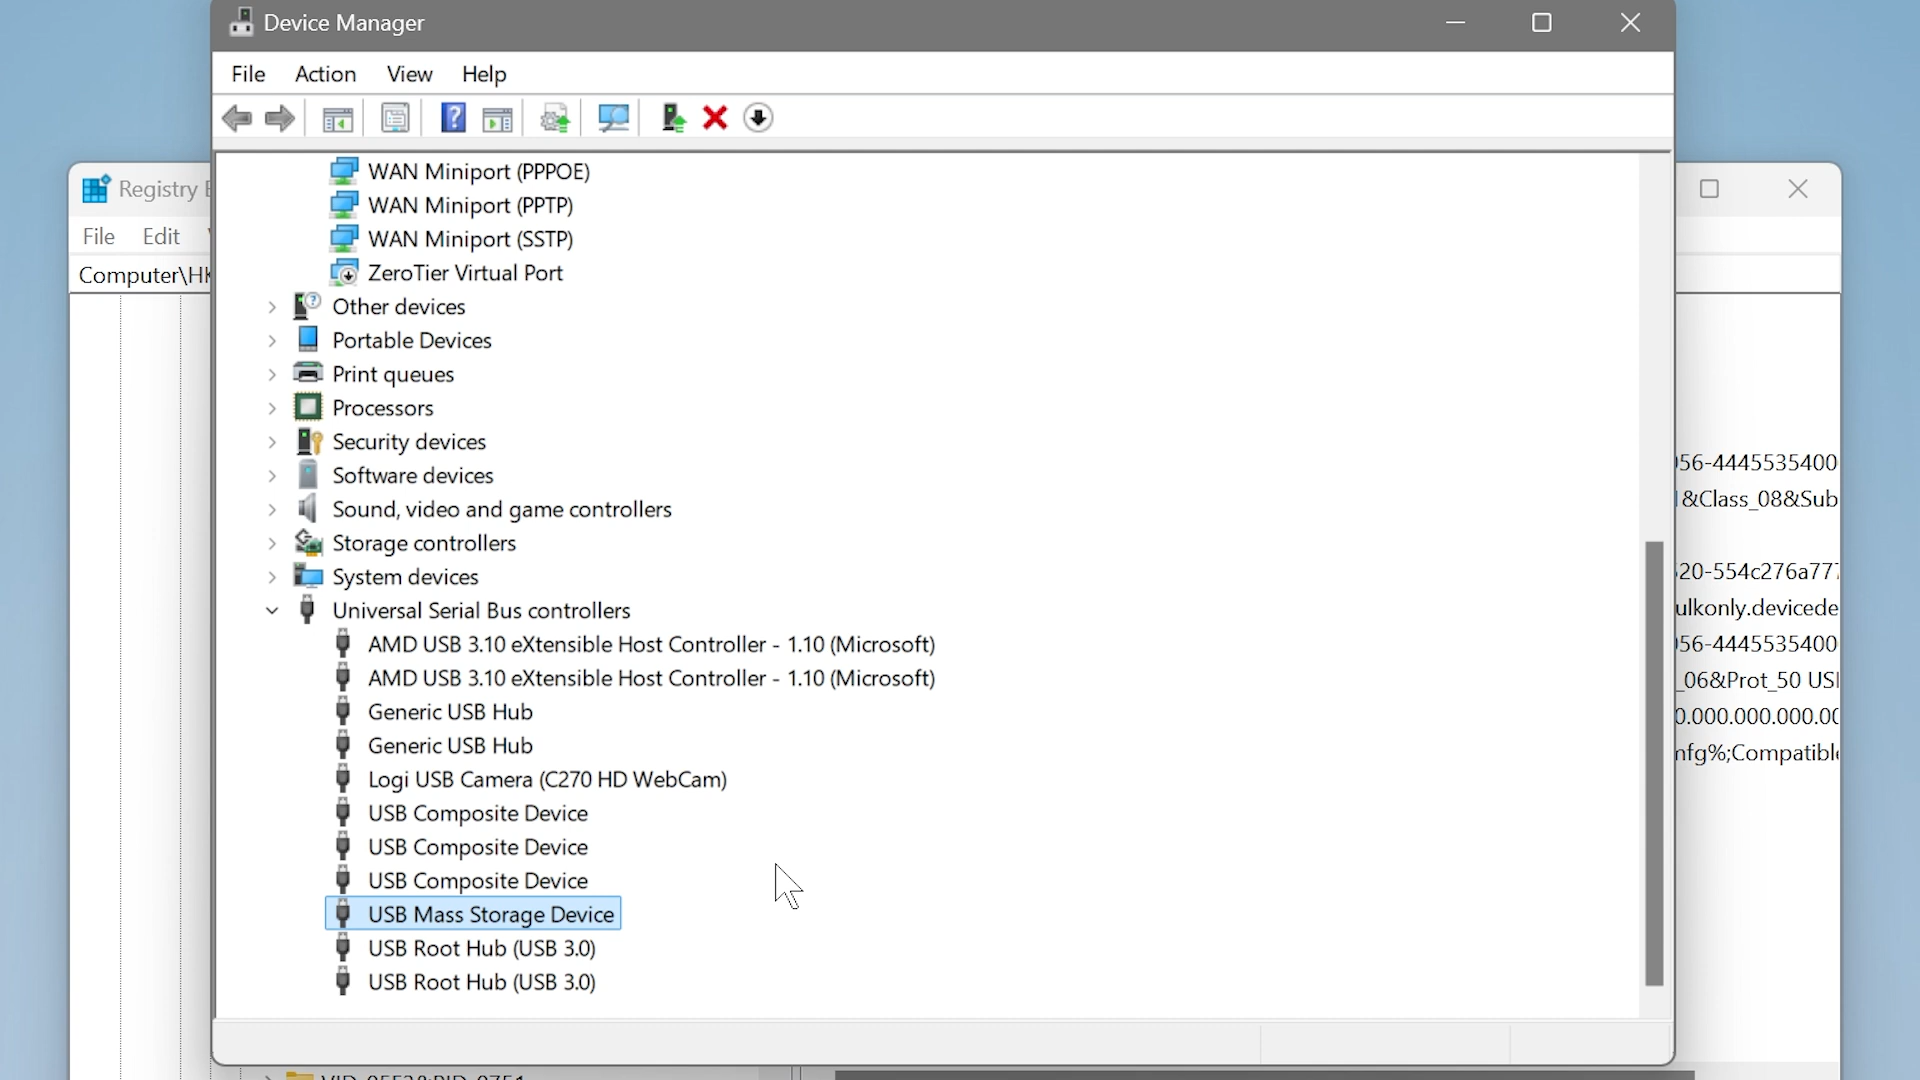 Device Manager
File Action View Help
WAN Miniport (PPPOE)
WAN Miniport (PPTP)
WAN Miniport (SSTP)
ZeroTier Virtual Port
Other devices
Portable Devices
Print queues
Processors
Security devices
Software devices
Sound, video and game controllers
Storage controllers
System devices
Universal Serial Bus controllers
AMD USB 3.10 eXtensible Host Controller - 1.10 (Microsoft)
AMD USB 3.10 eXtensible Host Controller - 1.10 (Microsoft)
Generic USB Hub
Generic USB Hub
Logi USB Camera (C270 HD WebCam)
USB Composite Device
USB Composite Device
USB Composite Device
USB Mass Storage Device
USB Root Hub (USB 3.0)
USB Root Hub (USB 3.0)
Registry
File Edit
Computer\HK
56-4445535400
&Class_08&Sub
20-554c276a777
ulkonly.devicede
56-4445535400
_06&Prot_50 USI
0.000.000.000.00
nfg%;Compatible